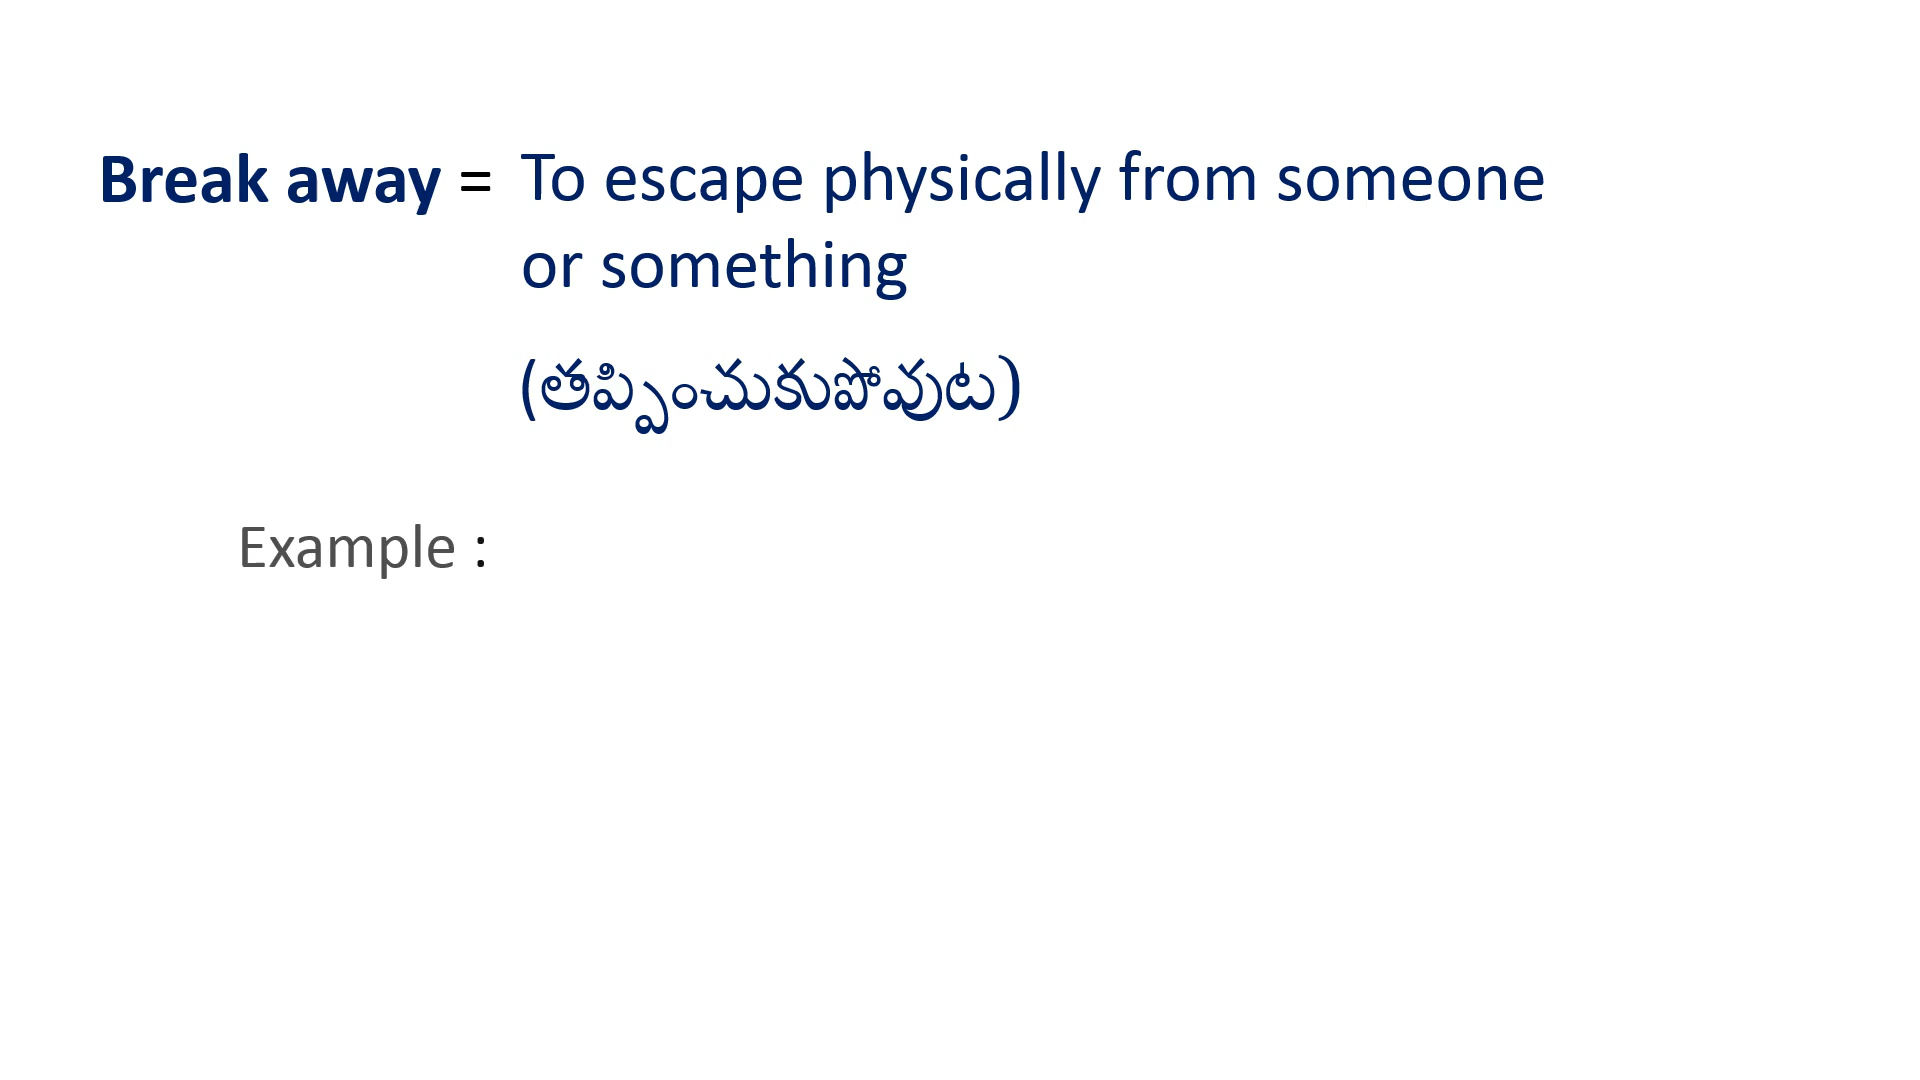 Break away = To escape physically from someone
or something
(తప్పించుకుపోవుట)
Example :